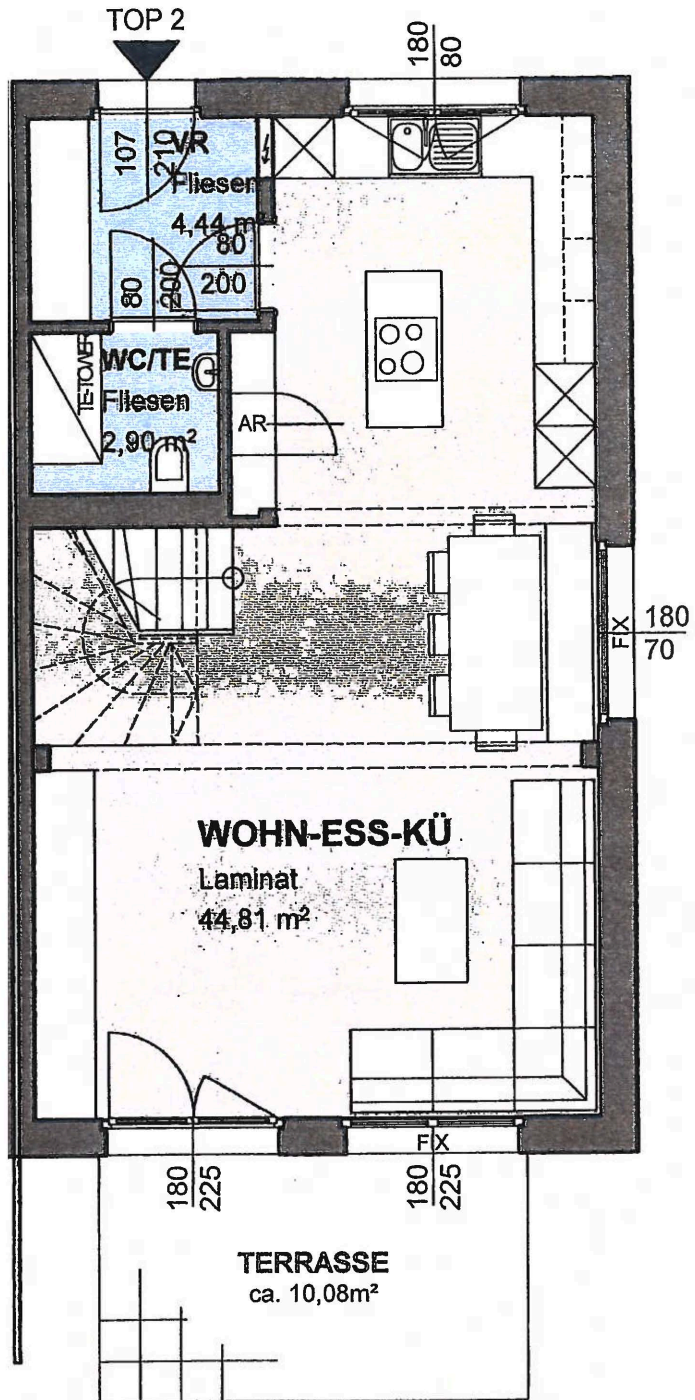 TOP 2
180
80
107
210
VR
Fliesen
4,44 m
80
200
80
200
WC/TE
Fliesen
2,90 m²
TE-TOWER
AR
FIX
180
70
WOHN-ESS-KÜ
Laminat
44,81 m²
FIX
180
225
180
225
TERRASSE
ca. 10,08m²